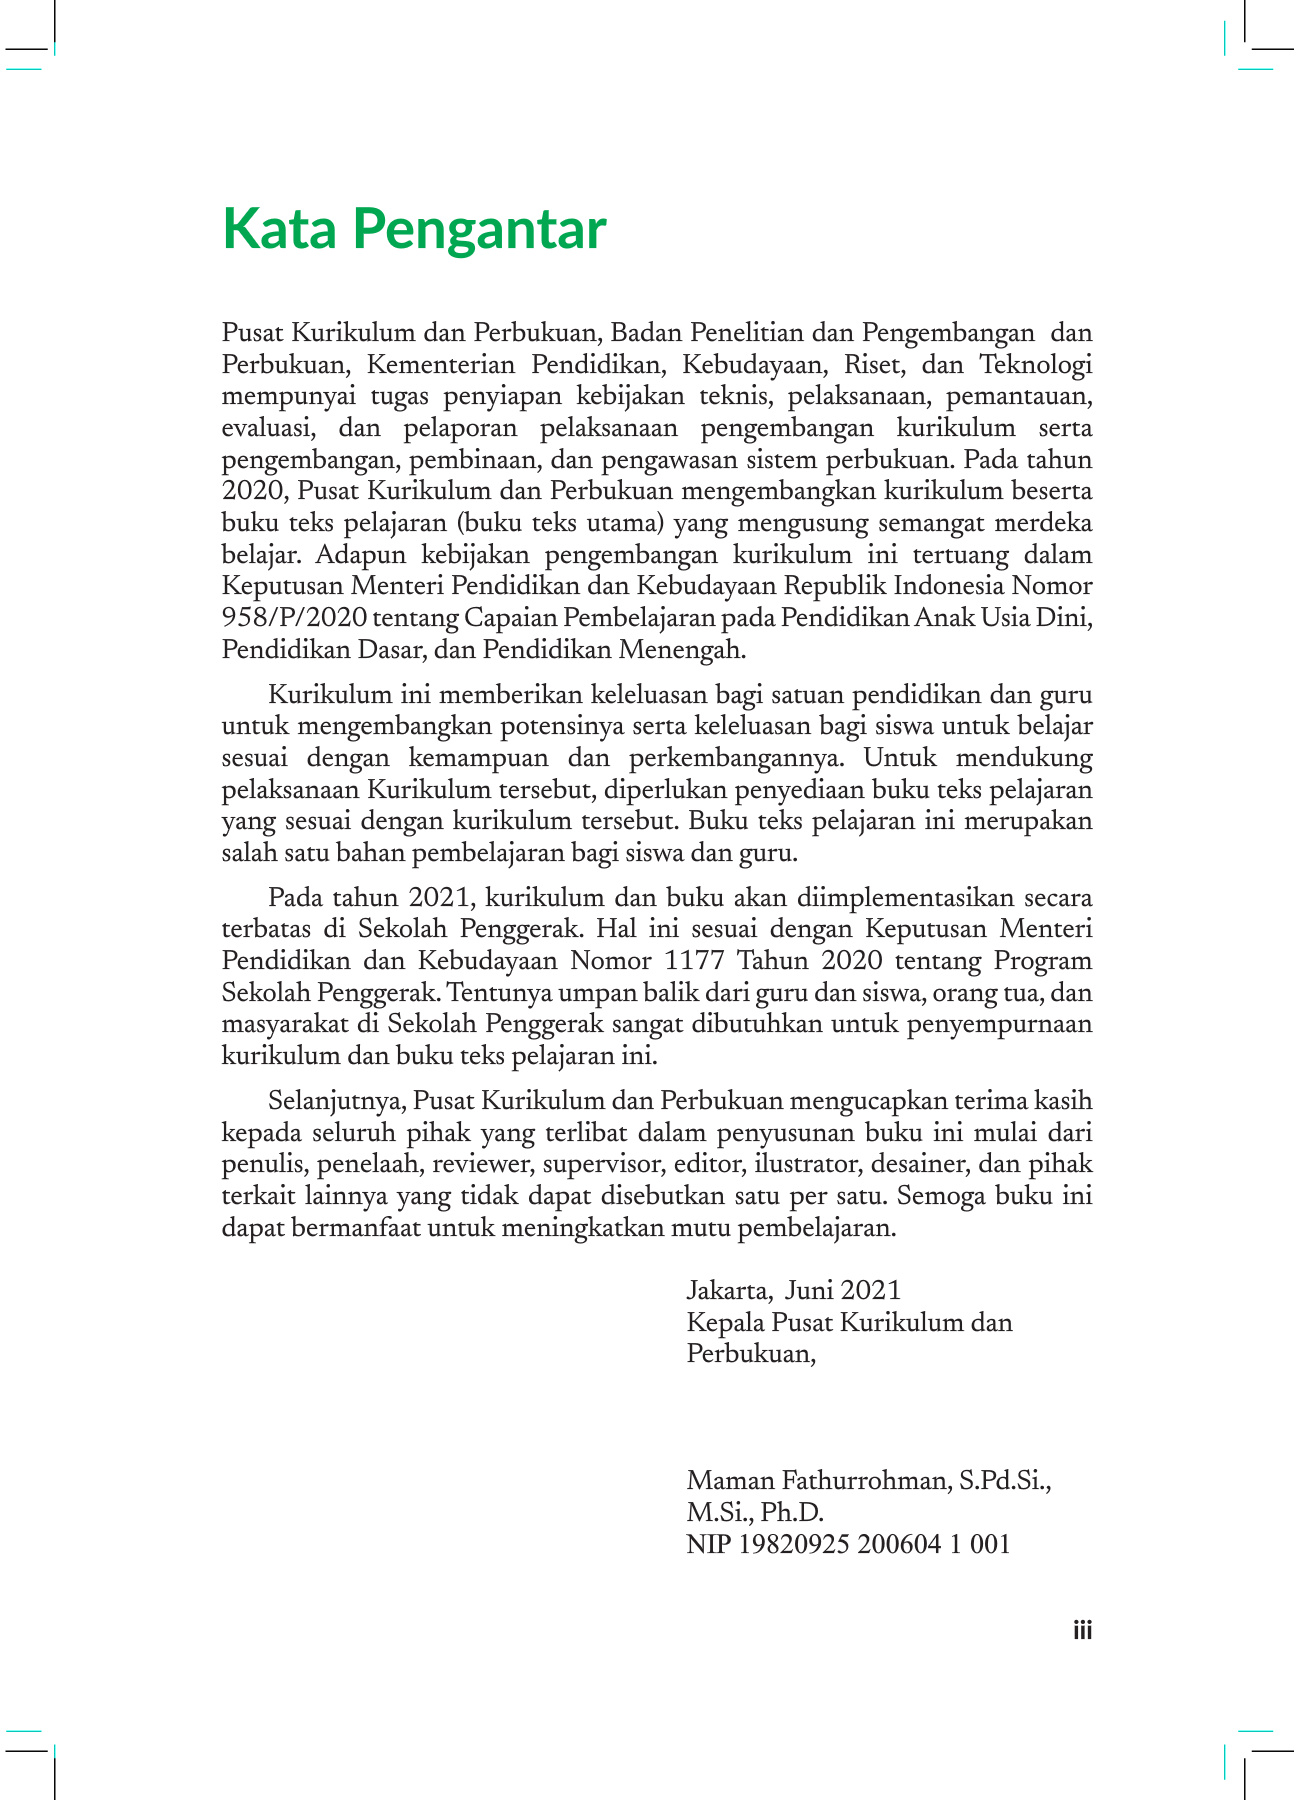 Kata Pengantar
Pusat Kurikulum dan Perbukuan, Badan Penelitian dan Pengembangan  dan
Perbukuan, Kementerian Pendidikan, Kebudayaan, Riset, dan Teknologi
mempunyai tugas penyiapan kebijakan teknis, pelaksanaan, pemantauan,
evaluasi, dan pelaporan pelaksanaan pengembangan kurikulum serta
pengembangan, pembinaan, dan pengawasan sistem perbukuan. Pada tahun
2020, Pusat Kurikulum dan Perbukuan mengembangkan kurikulum beserta
buku teks pelajaran (buku teks utama) yang mengusung semangat merdeka
belajar. Adapun kebijakan pengembangan kurikulum ini tertuang dalam
Keputusan Menteri Pendidikan dan Kebudayaan Republik Indonesia Nomor
958/P/2020 tentang Capaian Pembelajaran pada Pendidikan Anak Usia Dini,
Pendidikan Dasar, dan Pendidikan Menengah.
Kurikulum ini memberikan keleluasan bagi satuan pendidikan dan guru
untuk mengembangkan potensinya serta keleluasan bagi siswa untuk belajar
sesuai dengan kemampuan dan perkembangannya. Untuk mendukung
pelaksanaan Kurikulum tersebut, diperlukan penyediaan buku teks pelajaran
yang sesuai dengan kurikulum tersebut. Buku teks pelajaran ini merupakan
salah satu bahan pembelajaran bagi siswa dan guru.
Pada tahun 2021, kurikulum dan buku akan diimplementasikan secara
terbatas di Sekolah Penggerak. Hal ini sesuai dengan Keputusan Menteri
Pendidikan dan Kebudayaan Nomor 1177 Tahun 2020 tentang Program
Sekolah Penggerak. Tentunya umpan balik dari guru dan siswa, orang tua, dan
masyarakat di Sekolah Penggerak sangat dibutuhkan untuk penyempurnaan
kurikulum dan buku teks pelajaran ini.
Selanjutnya, Pusat Kurikulum dan Perbukuan mengucapkan terima kasih
kepada seluruh pihak yang terlibat dalam penyusunan buku ini mulai dari
penulis, penelaah, reviewer, supervisor, editor, ilustrator, desainer, dan pihak
terkait lainnya yang tidak dapat disebutkan satu per satu. Semoga buku ini
dapat bermanfaat untuk meningkatkan mutu pembelajaran.
Jakarta,  Juni 2021
Kepala Pusat Kurikulum dan
Perbukuan,
Maman Fathurrohman, S.Pd.Si.,
M.Si., Ph.D.
NIP 19820925 200604 1 001
iii